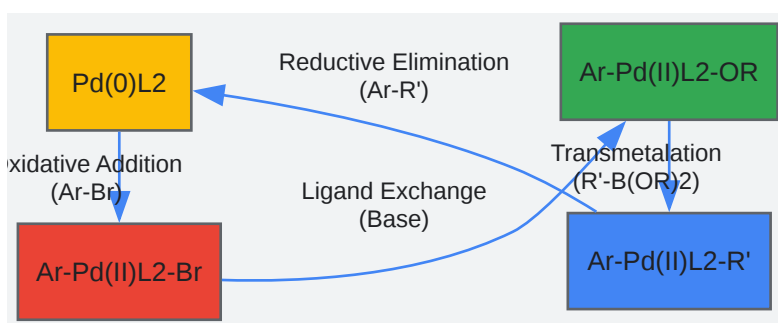 Pd(0)L2
Reductive Elimination
(Ar-R')
Ar-Pd(II)L2-OR
xidative Addition
(Ar-Br)
Transmetalation
(R'-B(OR)2)
Ligand Exchange
(Base)
Ar-Pd(II)L2-Br
Ar-Pd(II)L2-R'